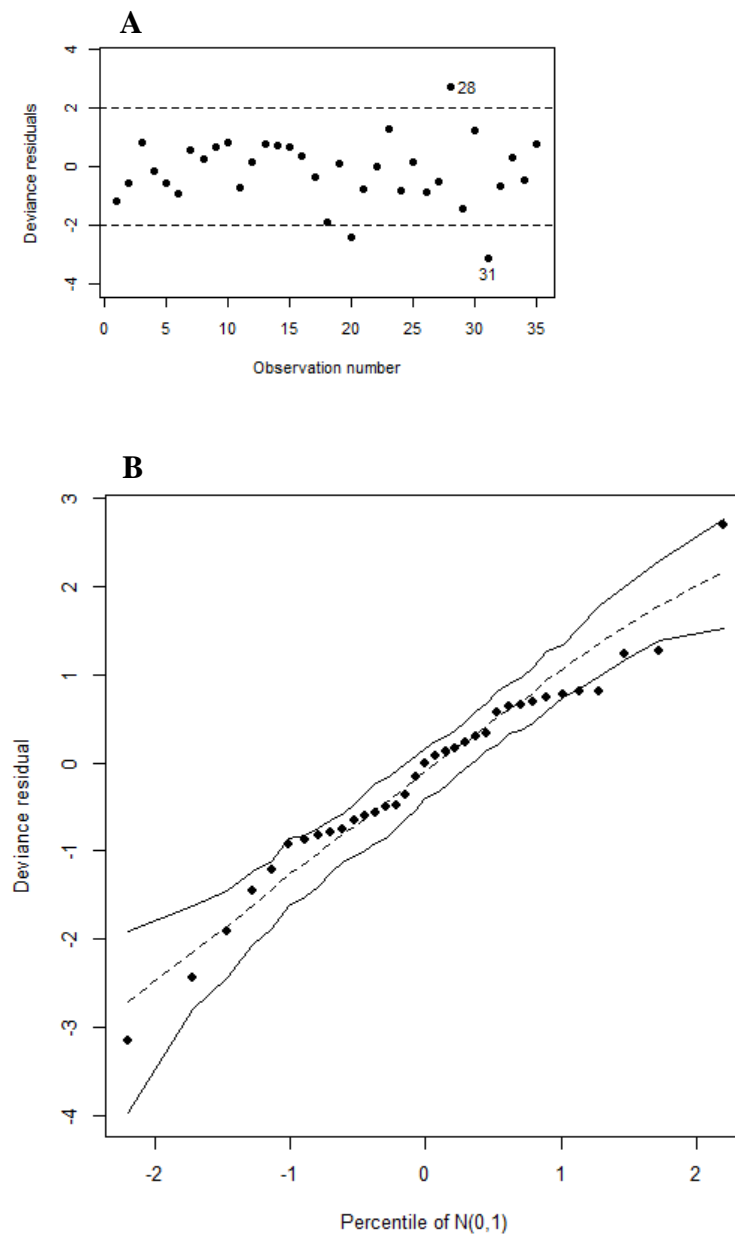 A
4
2
0
-2
-4
Deviance residuals
28
31
0 5 10 15 20 25 30 35
Observation number
B
3
2
1
0
-1
-2
-3
-4
Deviance residual
-2 -1 0 1 2
Percentile of N(0,1)